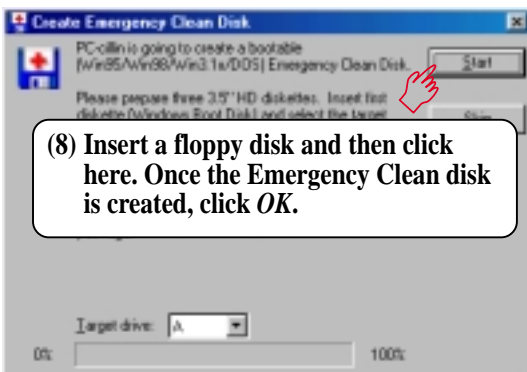 Create Emergency Clean Disk
PC-cillin is going to create a bootable
(Win95/Win98/Win3.1x/DOS) Emergency Clean Disk.
Start
Please prepare three 3.5" HD diskettes. Insert first
diskette (Windows Boot Disk) and select the target
Skip
(8) Insert a floppy disk and then click
here. Once the Emergency Clean disk
is created, click OK.
Target drive: A:
0% 100%